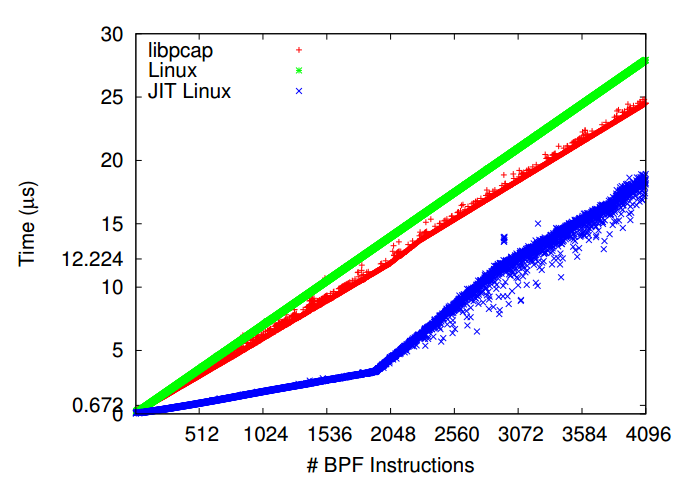 30
libpcap
Linux
JIT Linux
25
20
15
12.224
10
5
0.672
0
Time (μs)
512 1024 1536 2048 2560 3072 3584 4096
# BPF Instructions